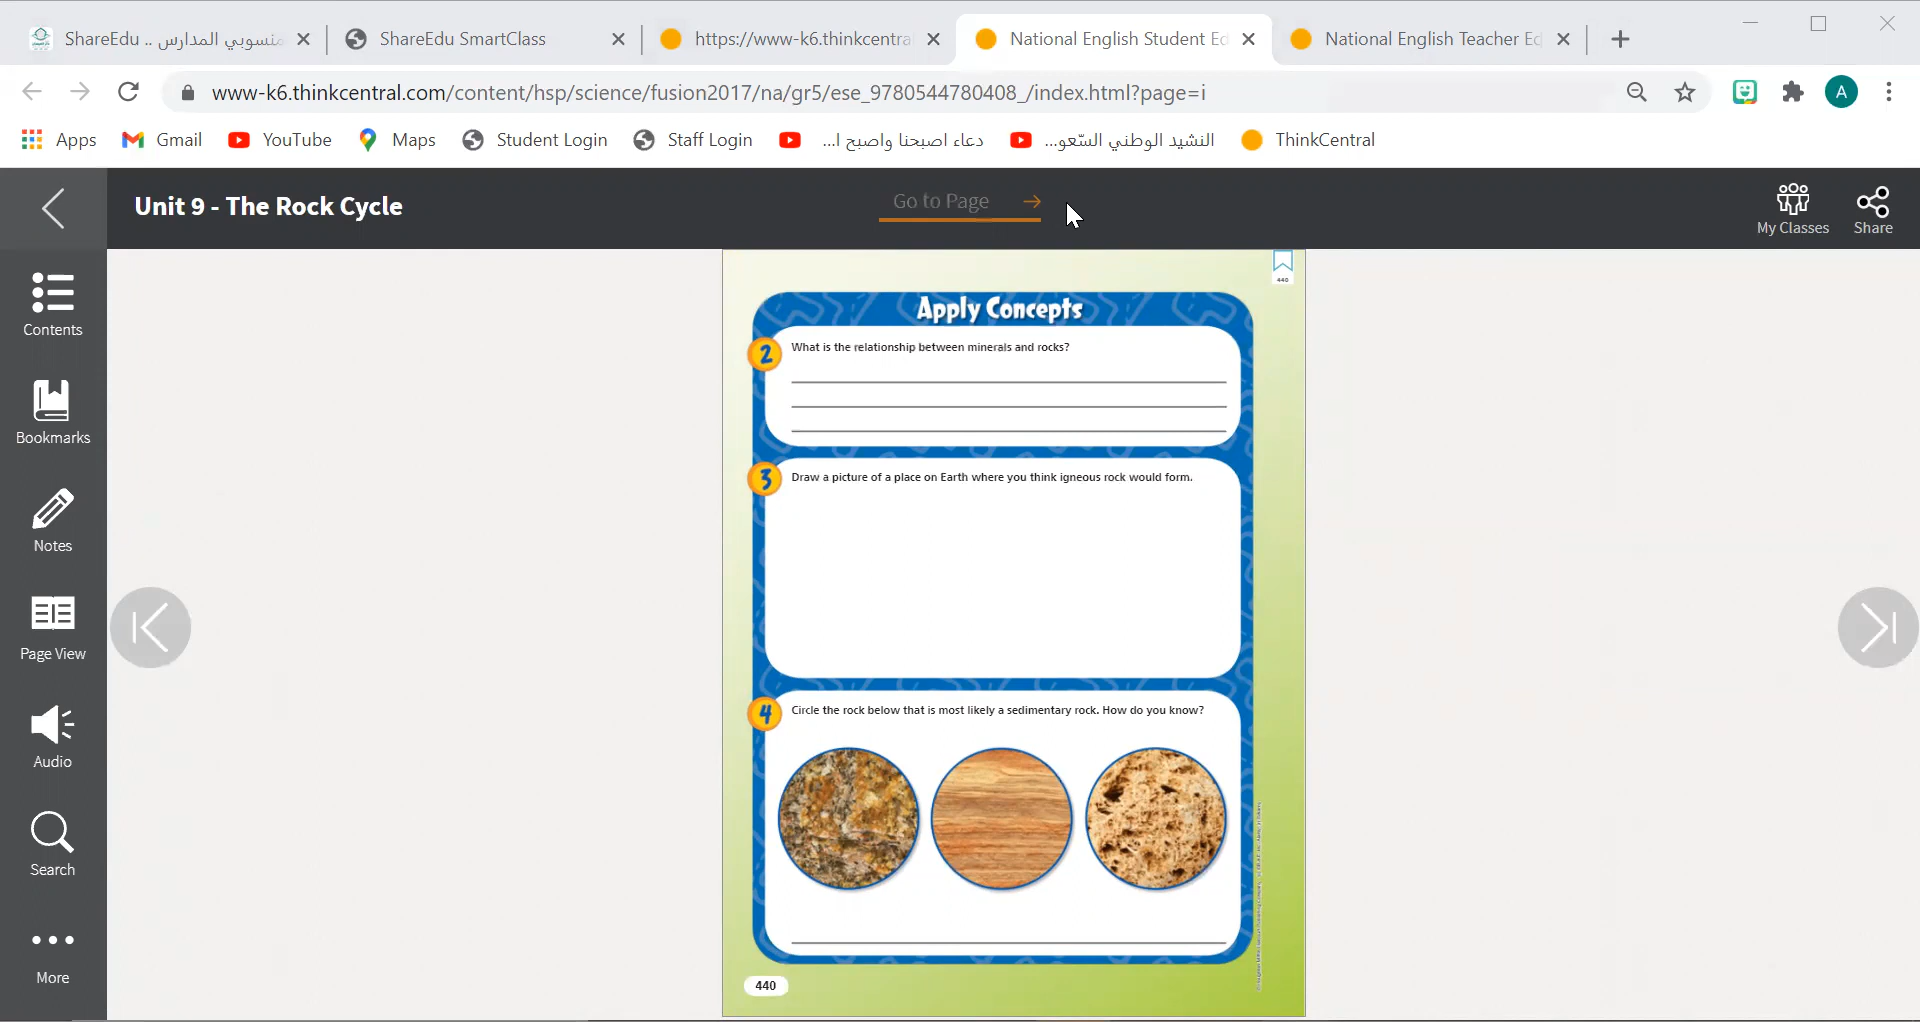 ShareEdu .. منسوبي المدارس
ShareEdu SmartClass
https://www-k6.thinkcentra
National English Student Ed
National English Teacher Ed
www-k6.thinkcentral.com/content/hsp/science/fusion2017/na/gr5/ese_9780544780408_/index.html?page=i
A
Apps
Gmail
YouTube
Maps
Student Login
Staff Login
دعاء اصبحنا واصبح ا...
النشيد الوطني السّعو...
ThinkCentral
Unit 9 - The Rock Cycle
Go to Page
My Classes
Share
Contents
Bookmarks
Notes
Page View
Audio
Search
More
440
Apply Concepts
2 What is the relationship between minerals and rocks?
3 Draw a picture of a place on Earth where you think igneous rock would form.
4 Circle the rock below that is most likely a sedimentary rock. How do you know?
440